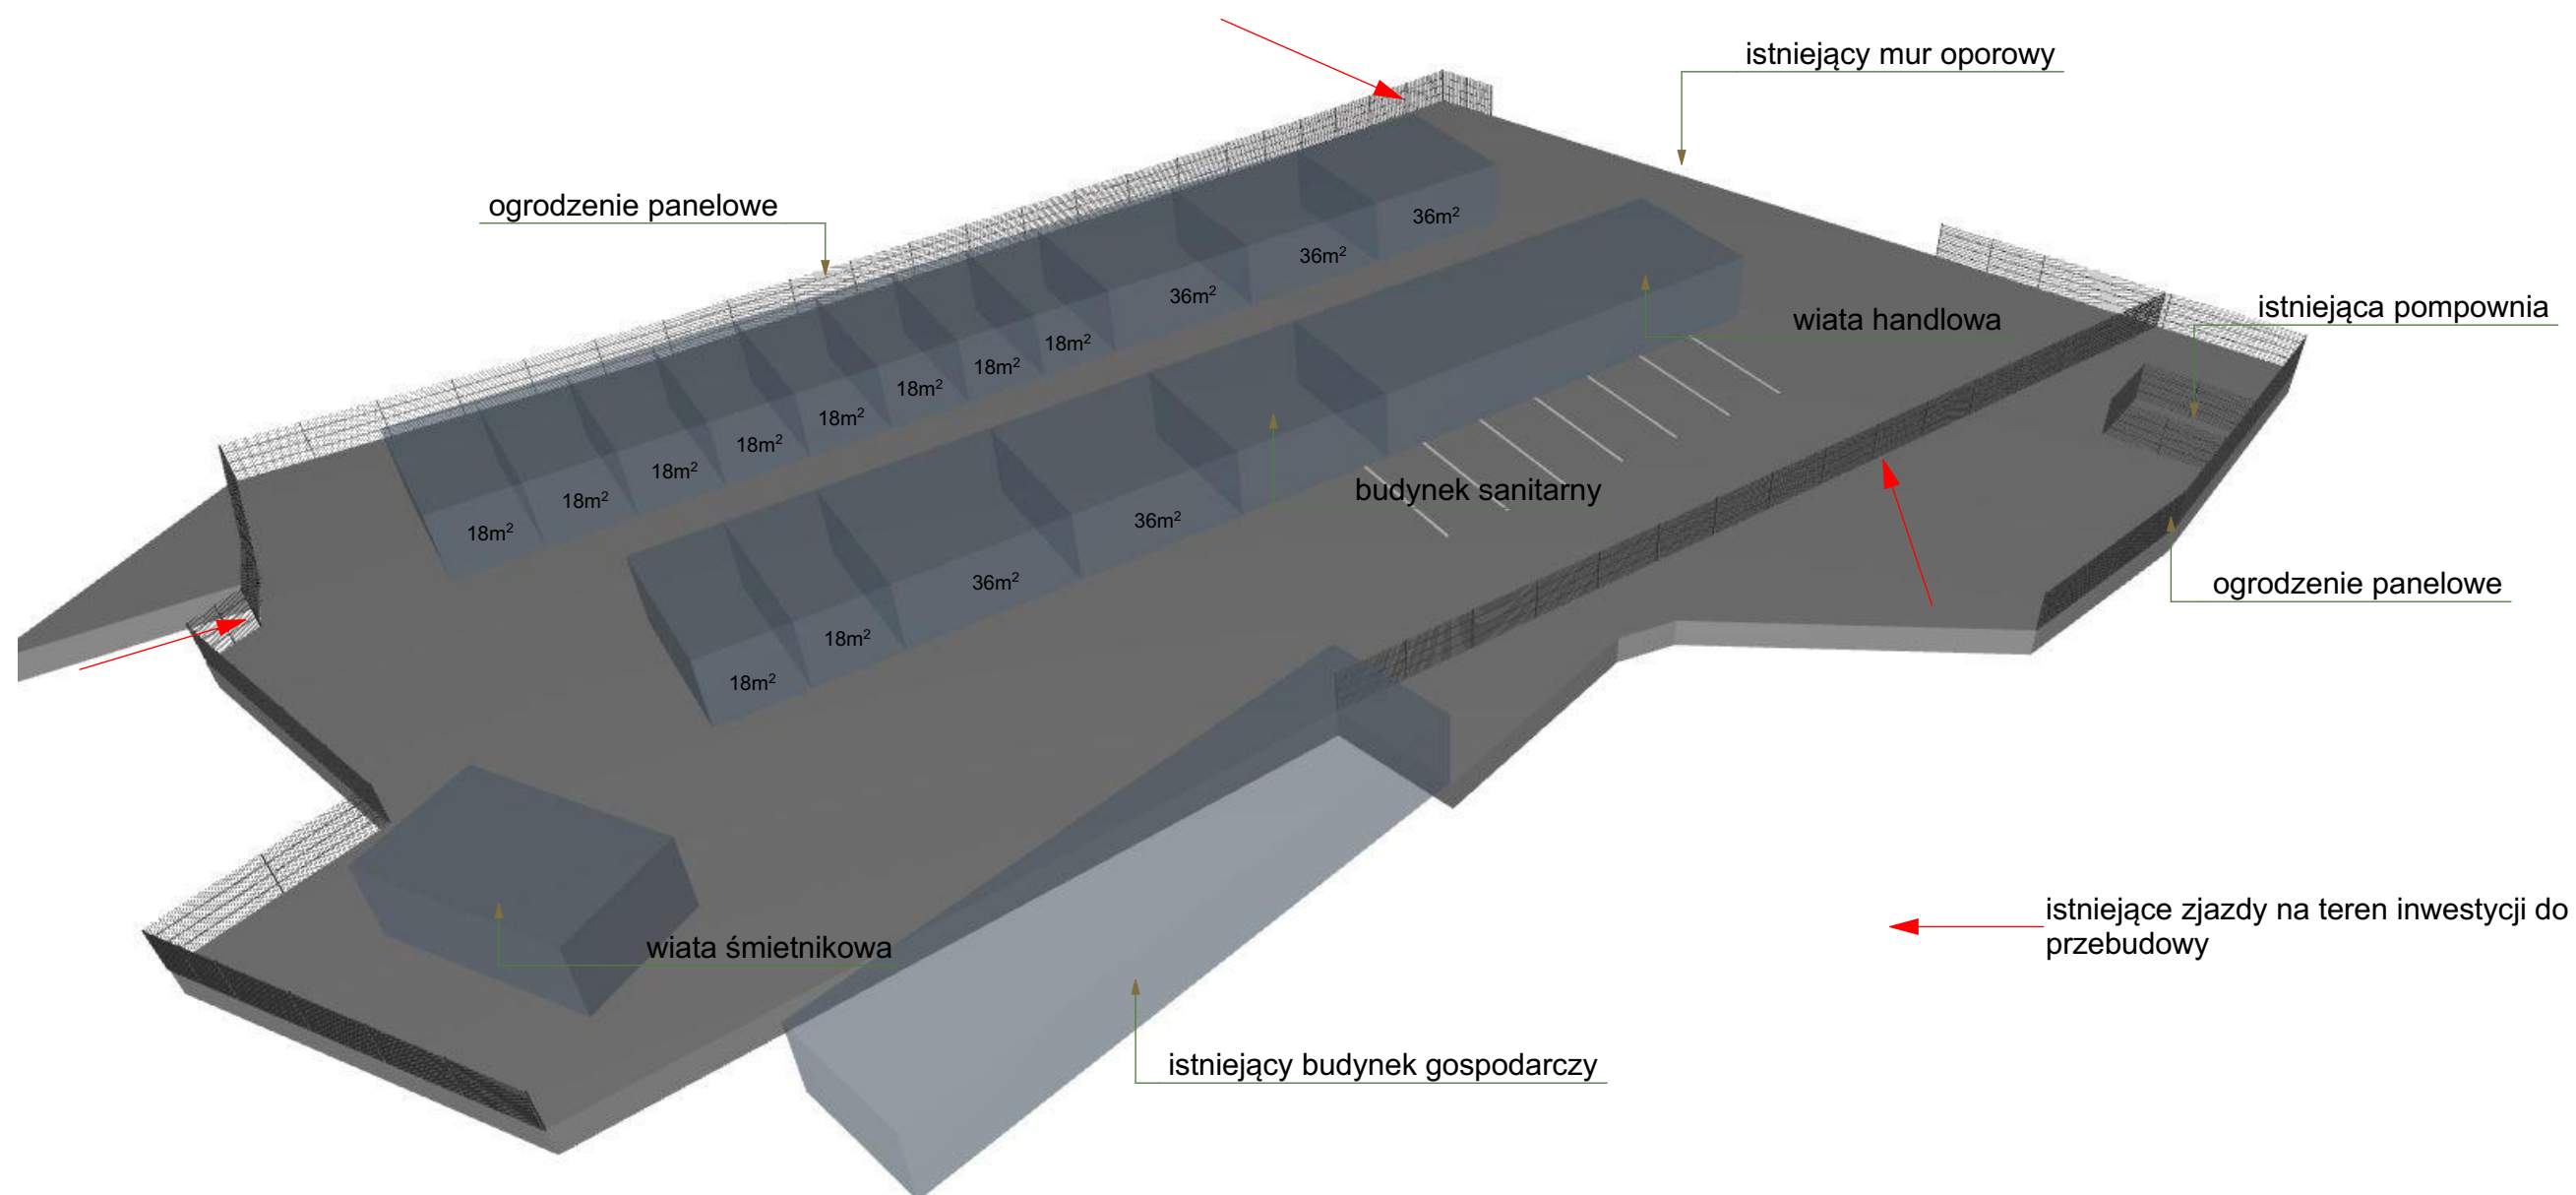 istniejący mur oporowy
ogrodzenie panelowe
36m²
36m²
36m²
18m²
18m²
18m²
18m²
18m²
18m²
18m²
18m²
wiata handlowa
istniejąca pompownia
budynek sanitarny
36m²
36m²
18m²
18m²
ogrodzenie panelowe
wiata śmietnikowa
istniejące zjazdy na teren inwestycji do
przebudowy
istniejący budynek gospodarczy